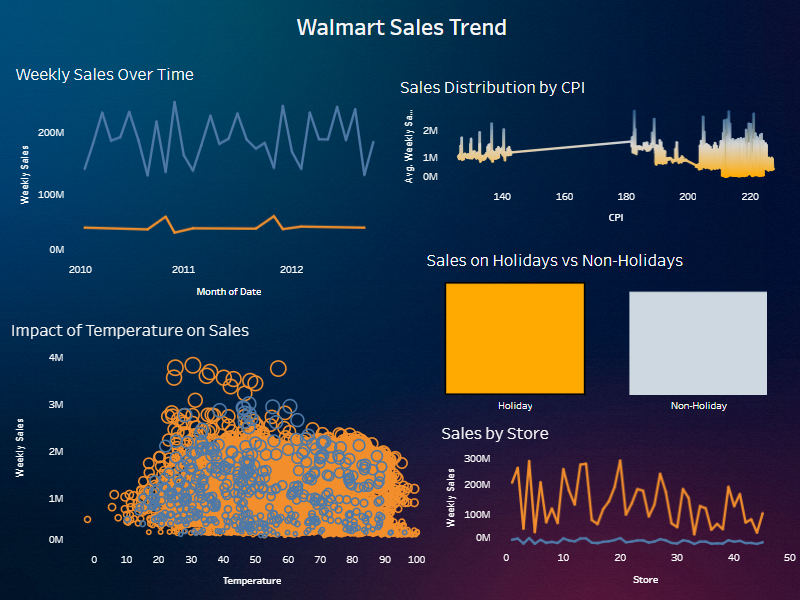 Walmart Sales Trend
Weekly Sales Over Time
Weekly Sales
200M
100M
0M
2010 2011 2012
Month of Date
Sales Distribution by CPI
Avg. Weekly Sa..
2M
1M
0M
140 160 180 200 220
CPI
Sales on Holidays vs Non-Holidays
Holiday Non-Holiday
Impact of Temperature on Sales
Weekly Sales
4M
3M
2M
1M
0M
0 10 20 30 40 50 60 70 80 90 100
Temperature
Sales by Store
Weekly Sales
300M
200M
100M
0M
0 10 20 30 40 50
Store